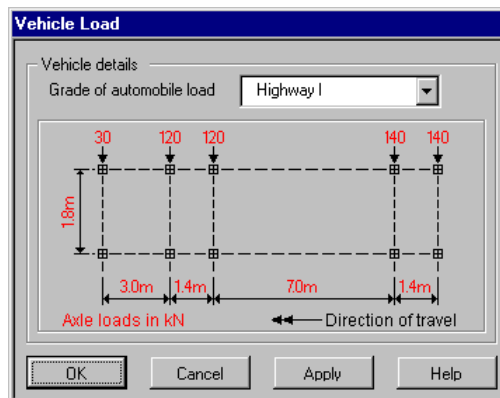 Vehicle Load
Vehicle details
Grade of automobile load Highway I
30 120 120 140 140
1.8m
3.0m 1.4m 7.0m 1.4m
Axle loads in kN Direction of travel
OK Cancel Apply Help